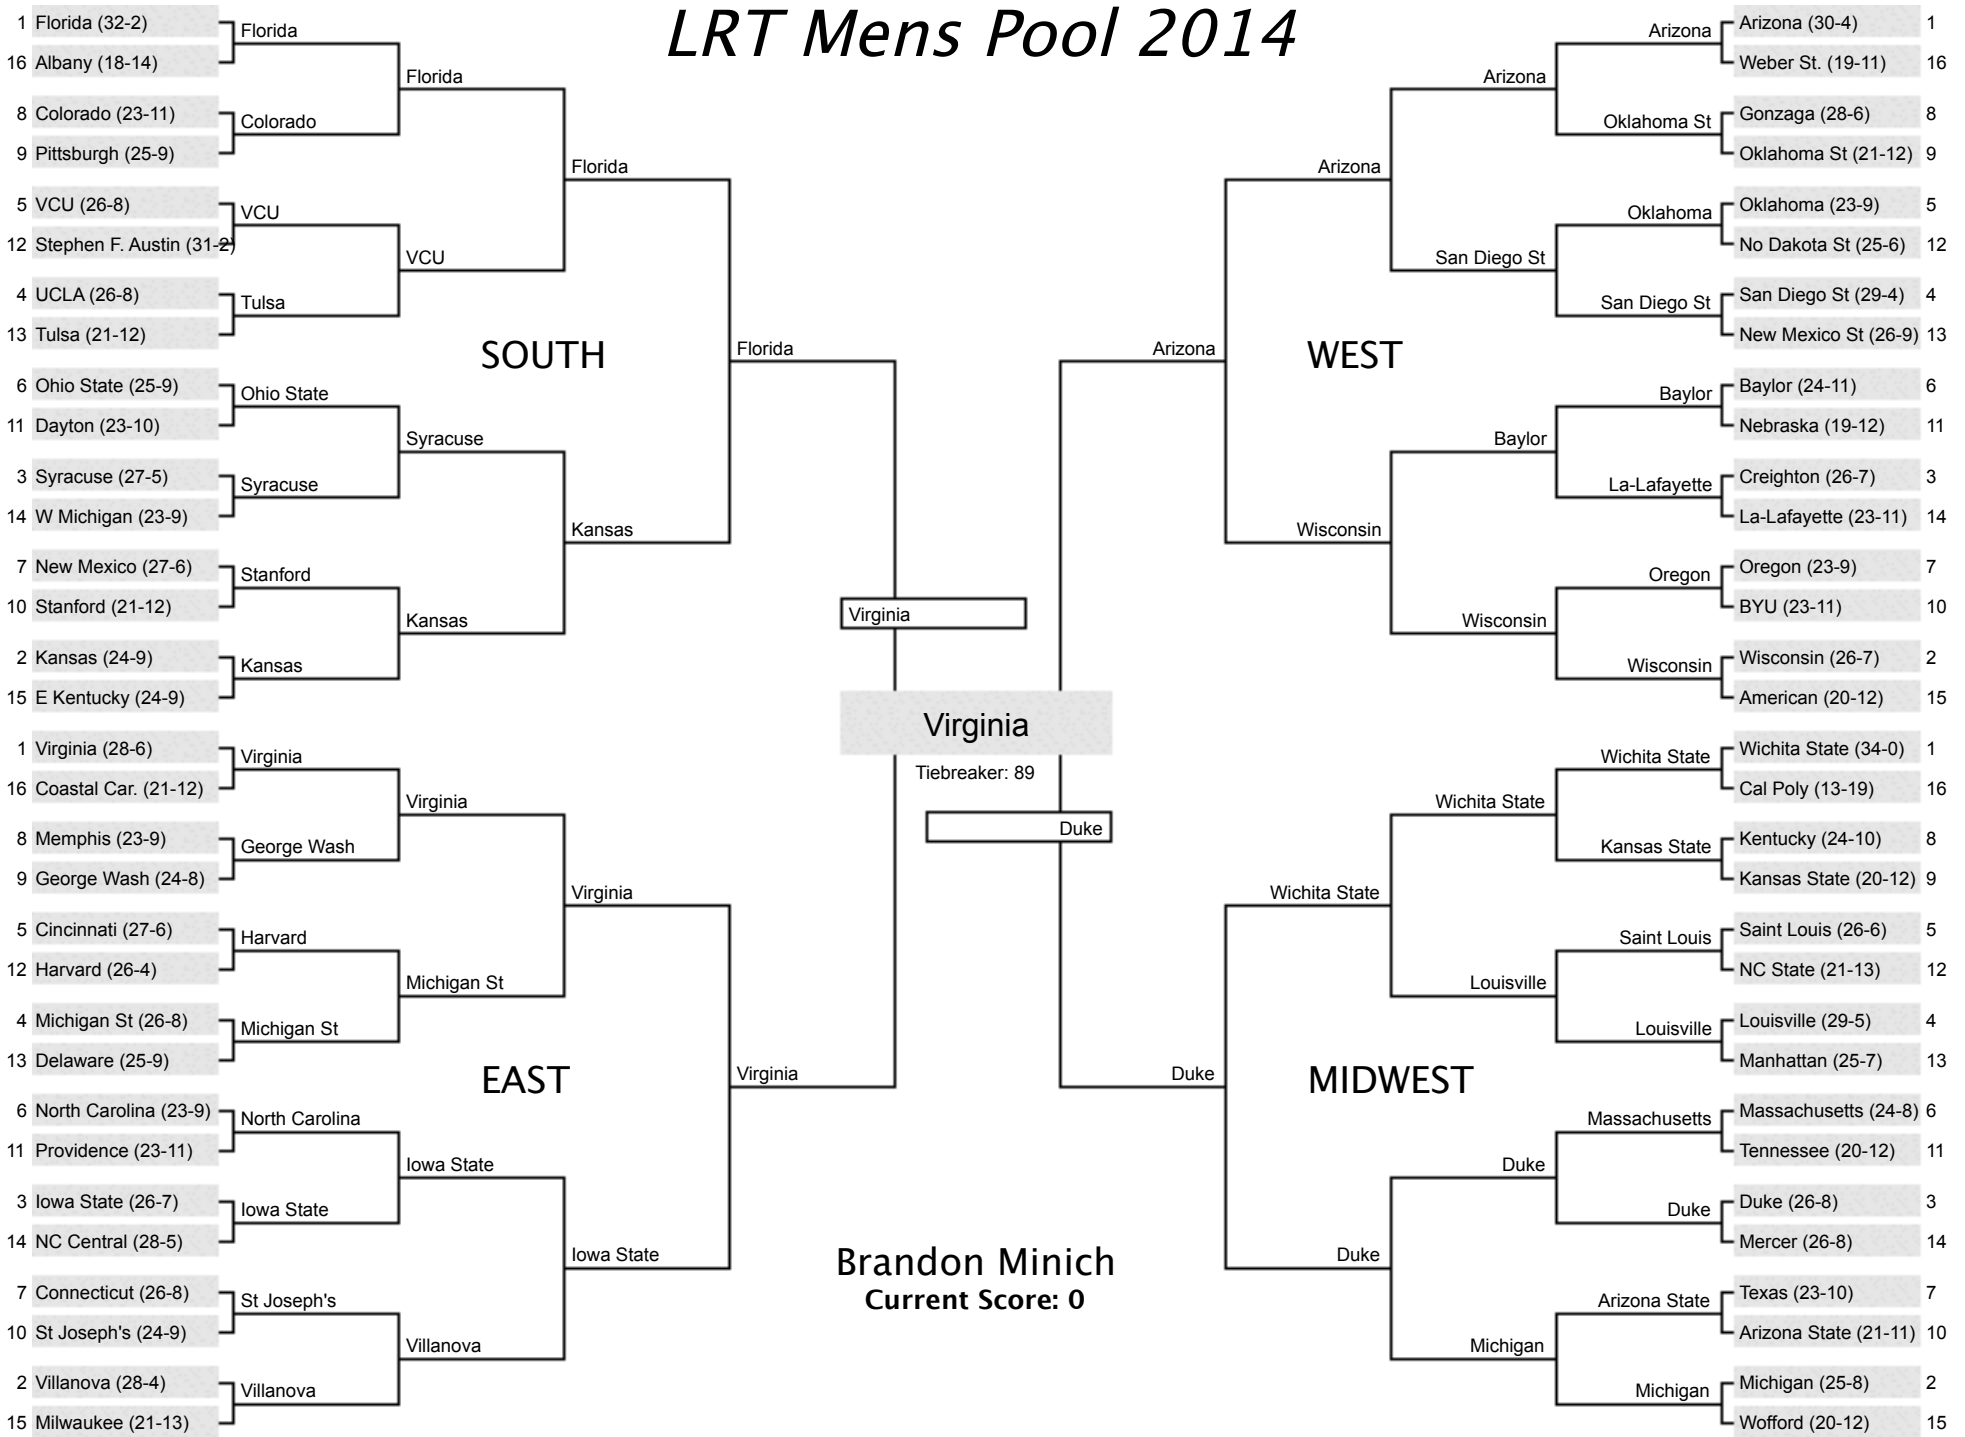 LRT Mens Pool 2014
1 Florida (32-2)
Florida
16 Albany (18-14)
Florida
8 Colorado (23-11)
Colorado
9 Pittsburgh (25-9)
Florida
5 VCU (26-8)
VCU
12 Stephen F. Austin (31-2)
VCU
4 UCLA (26-8)
Tulsa
13 Tulsa (21-12)
SOUTH
Florida
6 Ohio State (25-9)
Ohio State
11 Dayton (23-10)
Syracuse
3 Syracuse (27-5)
Syracuse
14 W Michigan (23-9)
Kansas
7 New Mexico (27-6)
Stanford
10 Stanford (21-12)
Kansas
2 Kansas (24-9)
Kansas
15 E Kentucky (24-9)
1 Virginia (28-6)
Virginia
16 Coastal Car. (21-12)
Virginia
8 Memphis (23-9)
George Wash
9 George Wash (24-8)
Virginia
5 Cincinnati (27-6)
Harvard
12 Harvard (26-4)
Michigan St
4 Michigan St (26-8)
Michigan St
13 Delaware (25-9)
EAST
Virginia
6 North Carolina (23-9)
North Carolina
11 Providence (23-11)
Iowa State
3 Iowa State (26-7)
Iowa State
14 NC Central (28-5)
Iowa State
7 Connecticut (26-8)
St Joseph's
10 St Joseph's (24-9)
Villanova
2 Villanova (28-4)
Villanova
15 Milwaukee (21-13)
Virginia
Virginia
Tiebreaker: 89
Duke
Brandon Minich
Current Score: 0
Arizona (30-4) 1
Arizona
Weber St. (19-11) 16
Arizona
Gonzaga (28-6) 8
Oklahoma St
Oklahoma St (21-12) 9
Arizona
Oklahoma (23-9) 5
Oklahoma
No Dakota St (25-6) 12
San Diego St
San Diego St (29-4) 4
San Diego St
New Mexico St (26-9) 13
Arizona
WEST
Baylor (24-11) 6
Baylor
Nebraska (19-12) 11
Baylor
Creighton (26-7) 3
La-Lafayette
La-Lafayette (23-11) 14
Wisconsin
Oregon (23-9) 7
Oregon
BYU (23-11) 10
Wisconsin
Wisconsin (26-7) 2
Wisconsin
American (20-12) 15
Wichita State (34-0) 1
Wichita State
Cal Poly (13-19) 16
Wichita State
Kentucky (24-10) 8
Kansas State
Kansas State (20-12) 9
Wichita State
Saint Louis (26-6) 5
Saint Louis
NC State (21-13) 12
Louisville
Louisville (29-5) 4
Louisville
Manhattan (25-7) 13
Duke
MIDWEST
Massachusetts (24-8) 6
Massachusetts
Tennessee (20-12) 11
Duke
Duke (26-8) 3
Duke
Mercer (26-8) 14
Duke
Texas (23-10) 7
Arizona State
Arizona State (21-11) 10
Michigan
Michigan (25-8) 2
Michigan
Wofford (20-12) 15